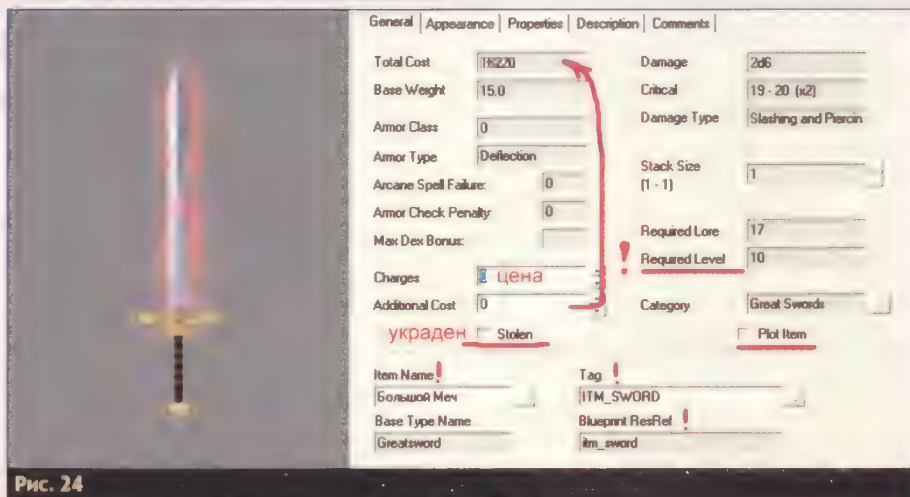 General Appearance Properties Description Comments
Total Cost
Damage 2d6
Base Weight 15.0
Critical 19 - 20 (x2)
Armor Class 0
Damage Type Slashing and Piercin
Armor Type Deflection
Arcane Spell Failure: 0
Stack Size
(1 - 1) 1
Armor Check Penalty: 0
Max Dex Bonus:
Required Lore 17
! Required Level 10
Charges цена
Additional Cost 0
Category Great Swords
украден Stolen
Plot Item
Item Name !
Tag !
Большой Меч
ITM_SWORD
Base Type Name
Blueprint ResRef !
Greatsword
itm_sword
Рис. 24